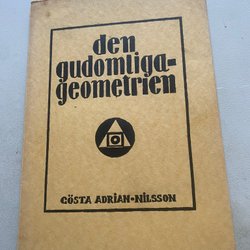 den
gudomliga-
geometrien
GÖSTA ADRIAN-NILSSON